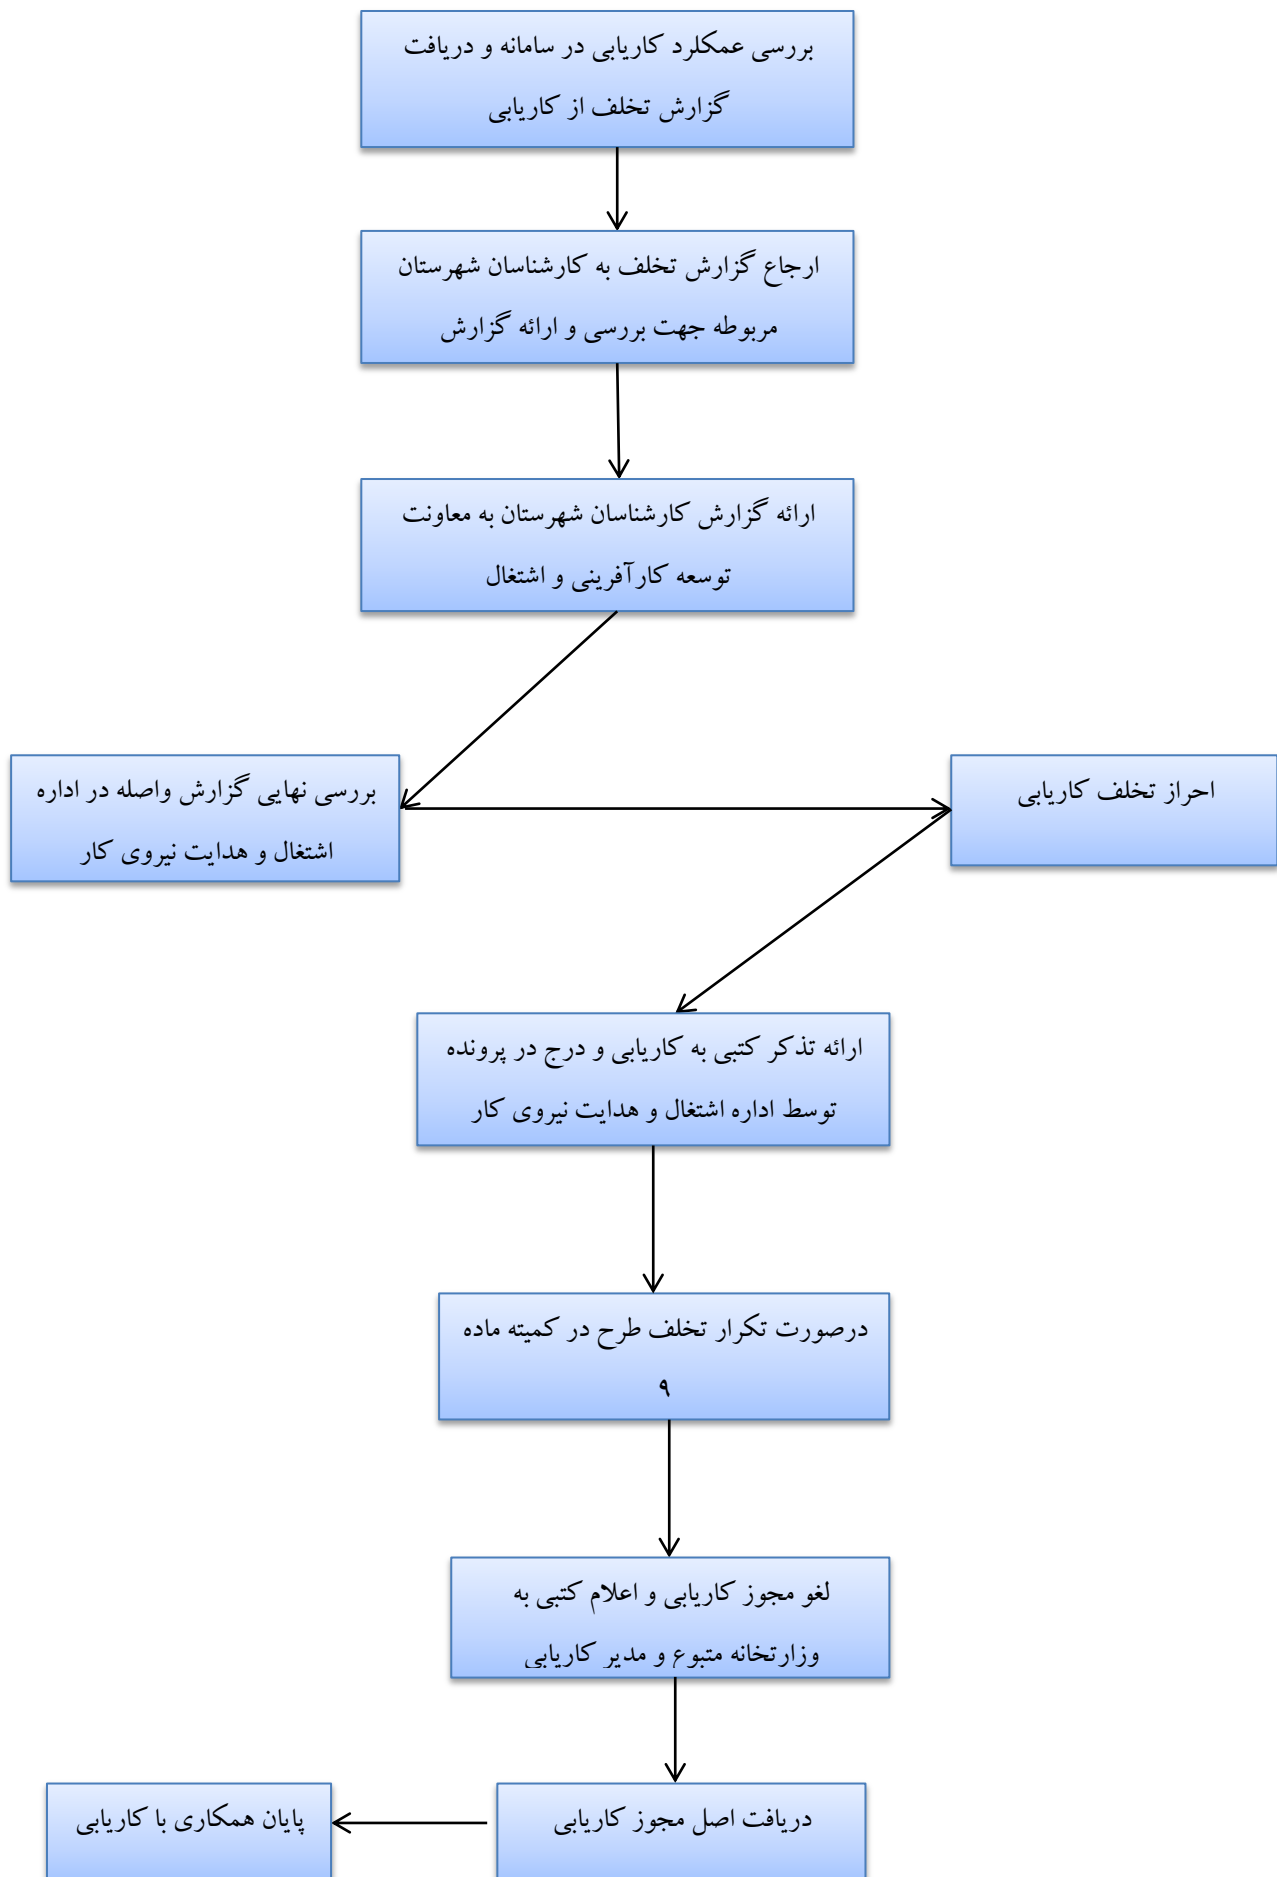 بررسی عمکلرد کاریابی در سامانه و دریافت
گزارش تخلف از کاریابی
ارجاع گزارش تخلف به کارشناسان شهرستان
مربوطه جهت بررسی و ارائه گزارش
ارائه گزارش کارشناسان شهرستان به معاونت
توسعه کارآفرینی و اشتغال
بررسی نهایی گزارش واصله در اداره
اشتغال و هدایت نیروی کار
احراز تخلف کاریابی
ارائه تذکر کتبی به کاریابی و درج در پرونده
توسط اداره اشتغال و هدایت نیروی کار
درصورت تکرار تخلف طرح در کمیته ماده
۹
لغو مجوز کاریابی و اعلام کتبی به
وزارتخانه متبوع و مدیر کاریابی
دریافت اصل مجوز کاریابی
پایان همکاری با کاریابی